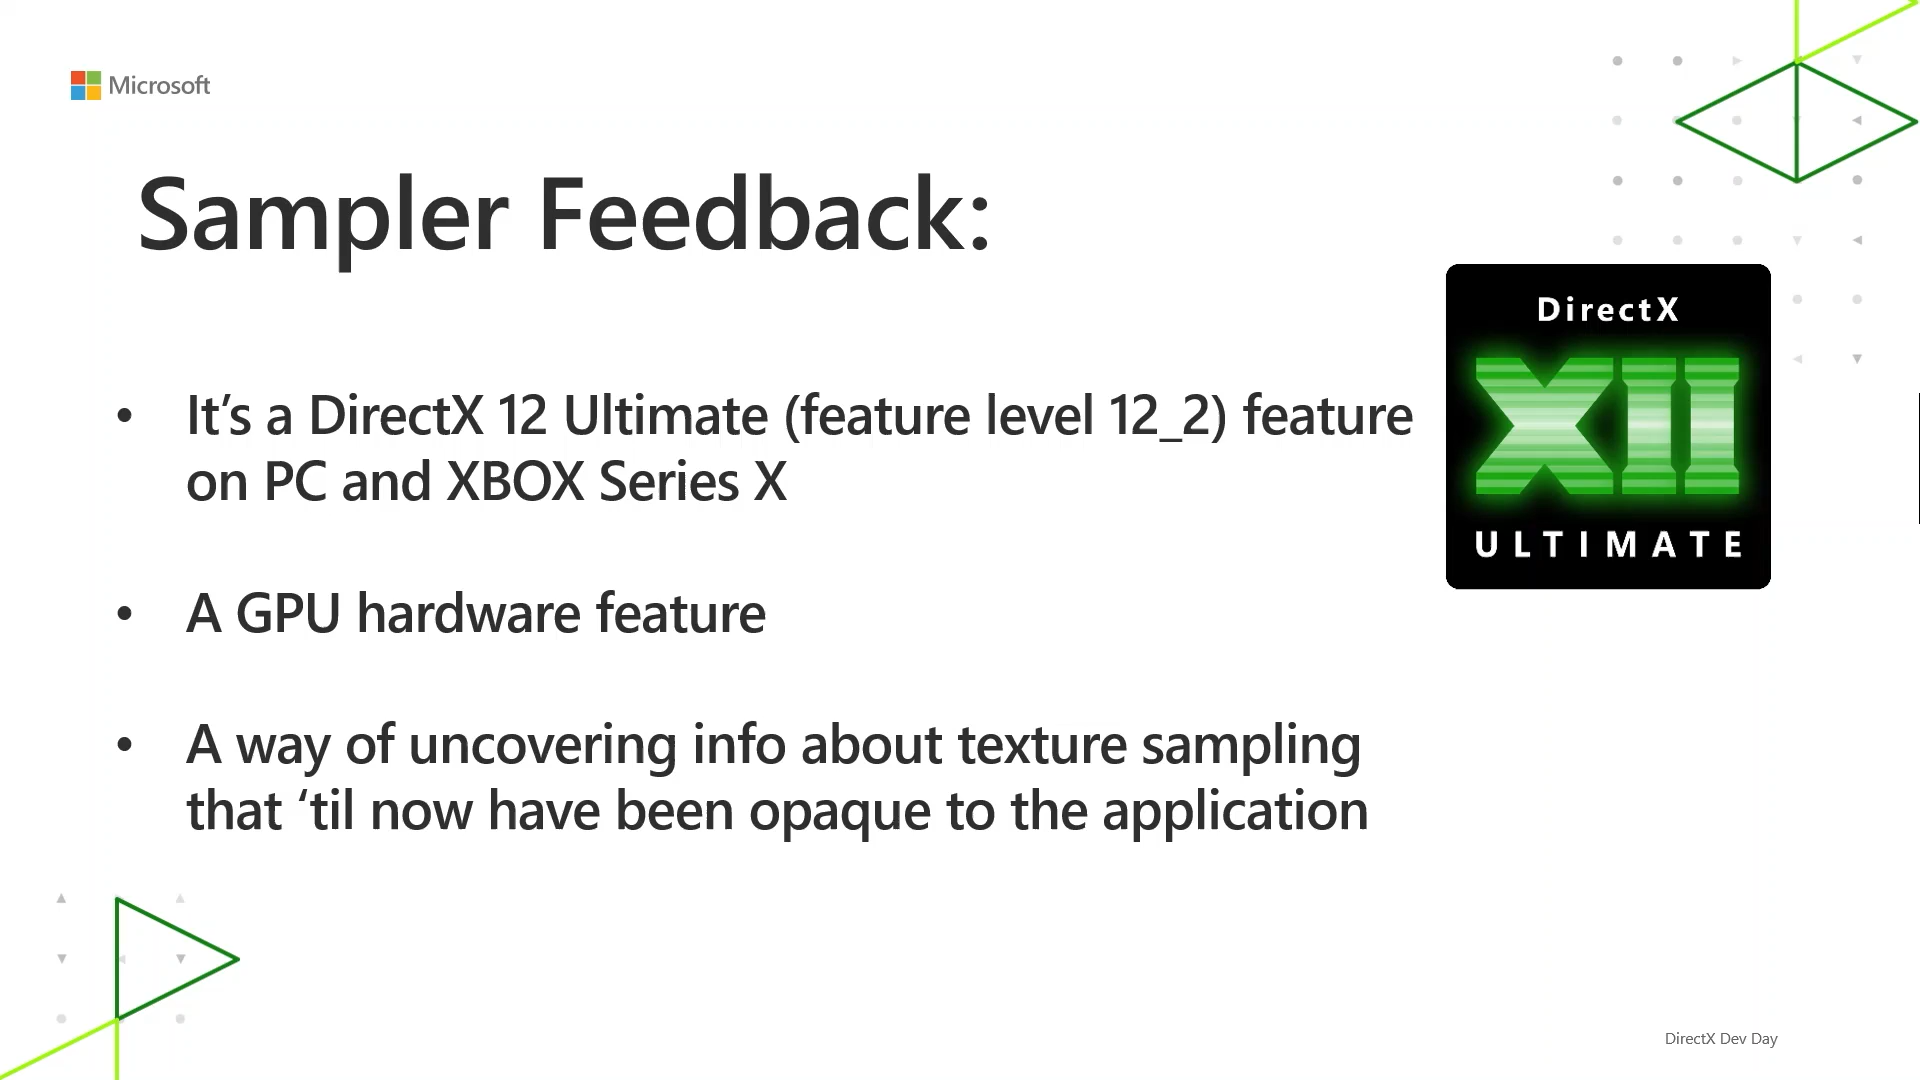 Microsoft
Sampler Feedback:
• It’s a DirectX 12 Ultimate (feature level 12_2) feature
on PC and XBOX Series X
• A GPU hardware feature
• A way of uncovering info about texture sampling
that ‘til now have been opaque to the application
DirectX
XII
ULTIMATE
DirectX Dev Day